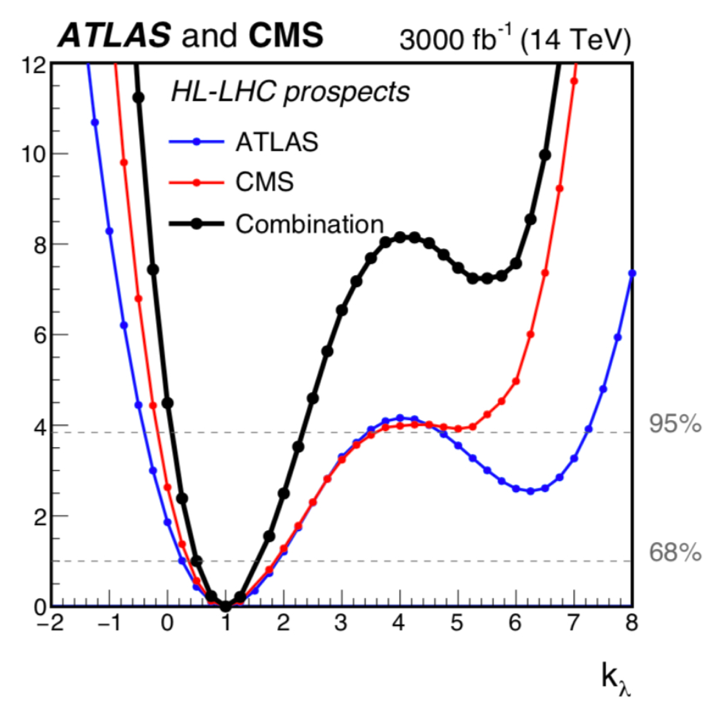 ATLAS and CMS 3000 fb⁻¹ (14 TeV)
HL-LHC prospects
ATLAS
CMS
Combination
12
10
8
6
4
2
0
95%
68%
−2 −1 0 1 2 3 4 5 6 7 8
kλ